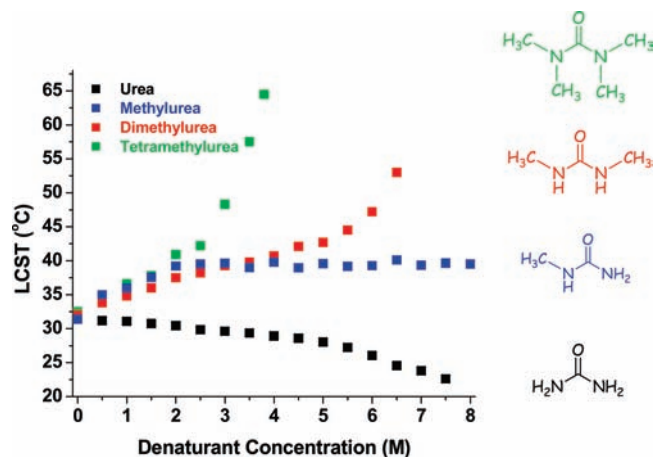 O
H₃C
N
N
CH₃
CH₃
CH₃
65
60
55
50
45
40
35
30
25
20
LCST (°C)
Urea
Methylurea
Dimethylurea
Tetramethylurea
O
H₃C
N
N
CH₃
H
H
O
H₃C
N
NH₂
H
O
H₂N
NH₂
0 1 2 3 4 5 6 7 8
Denaturant Concentration (M)